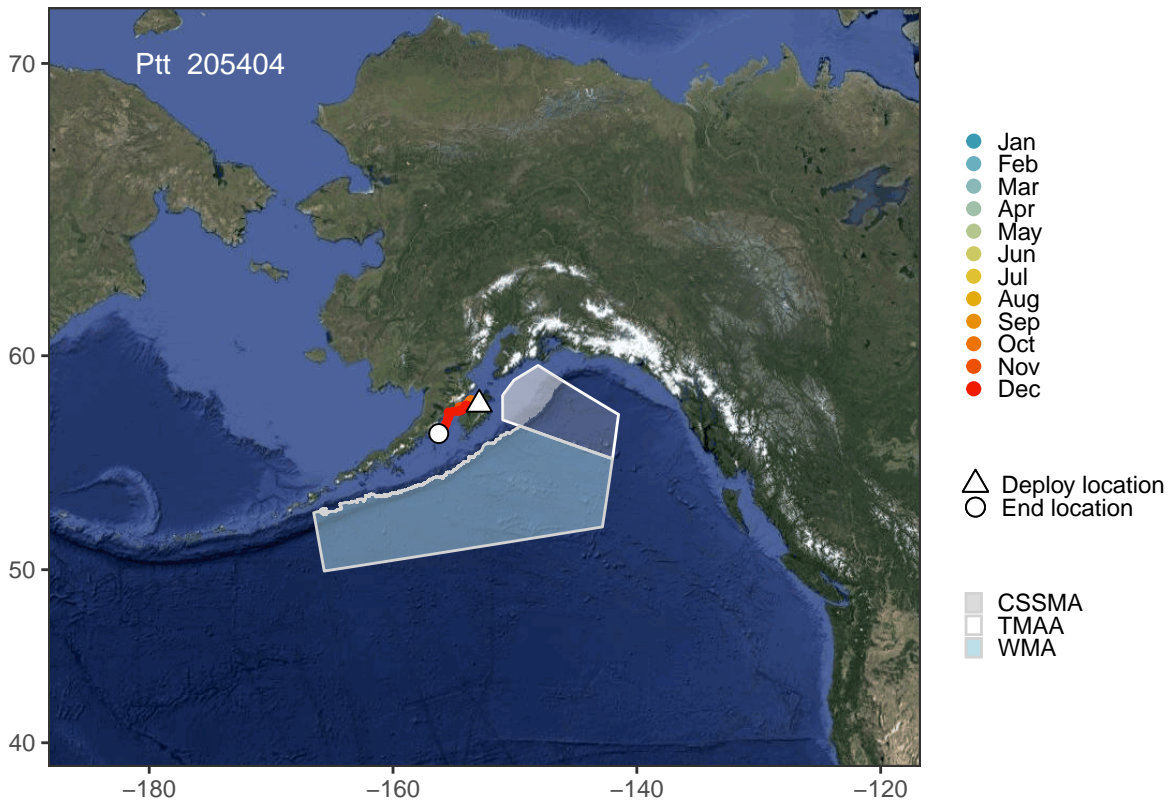 Ptt 205404
70
60
50
40
−180
−160
−140
−120
Jan
Feb
Mar
Apr
May
Jun
Jul
Aug
Sep
Oct
Nov
Dec
Deploy location
End location
CSSMA
TMAA
WMA